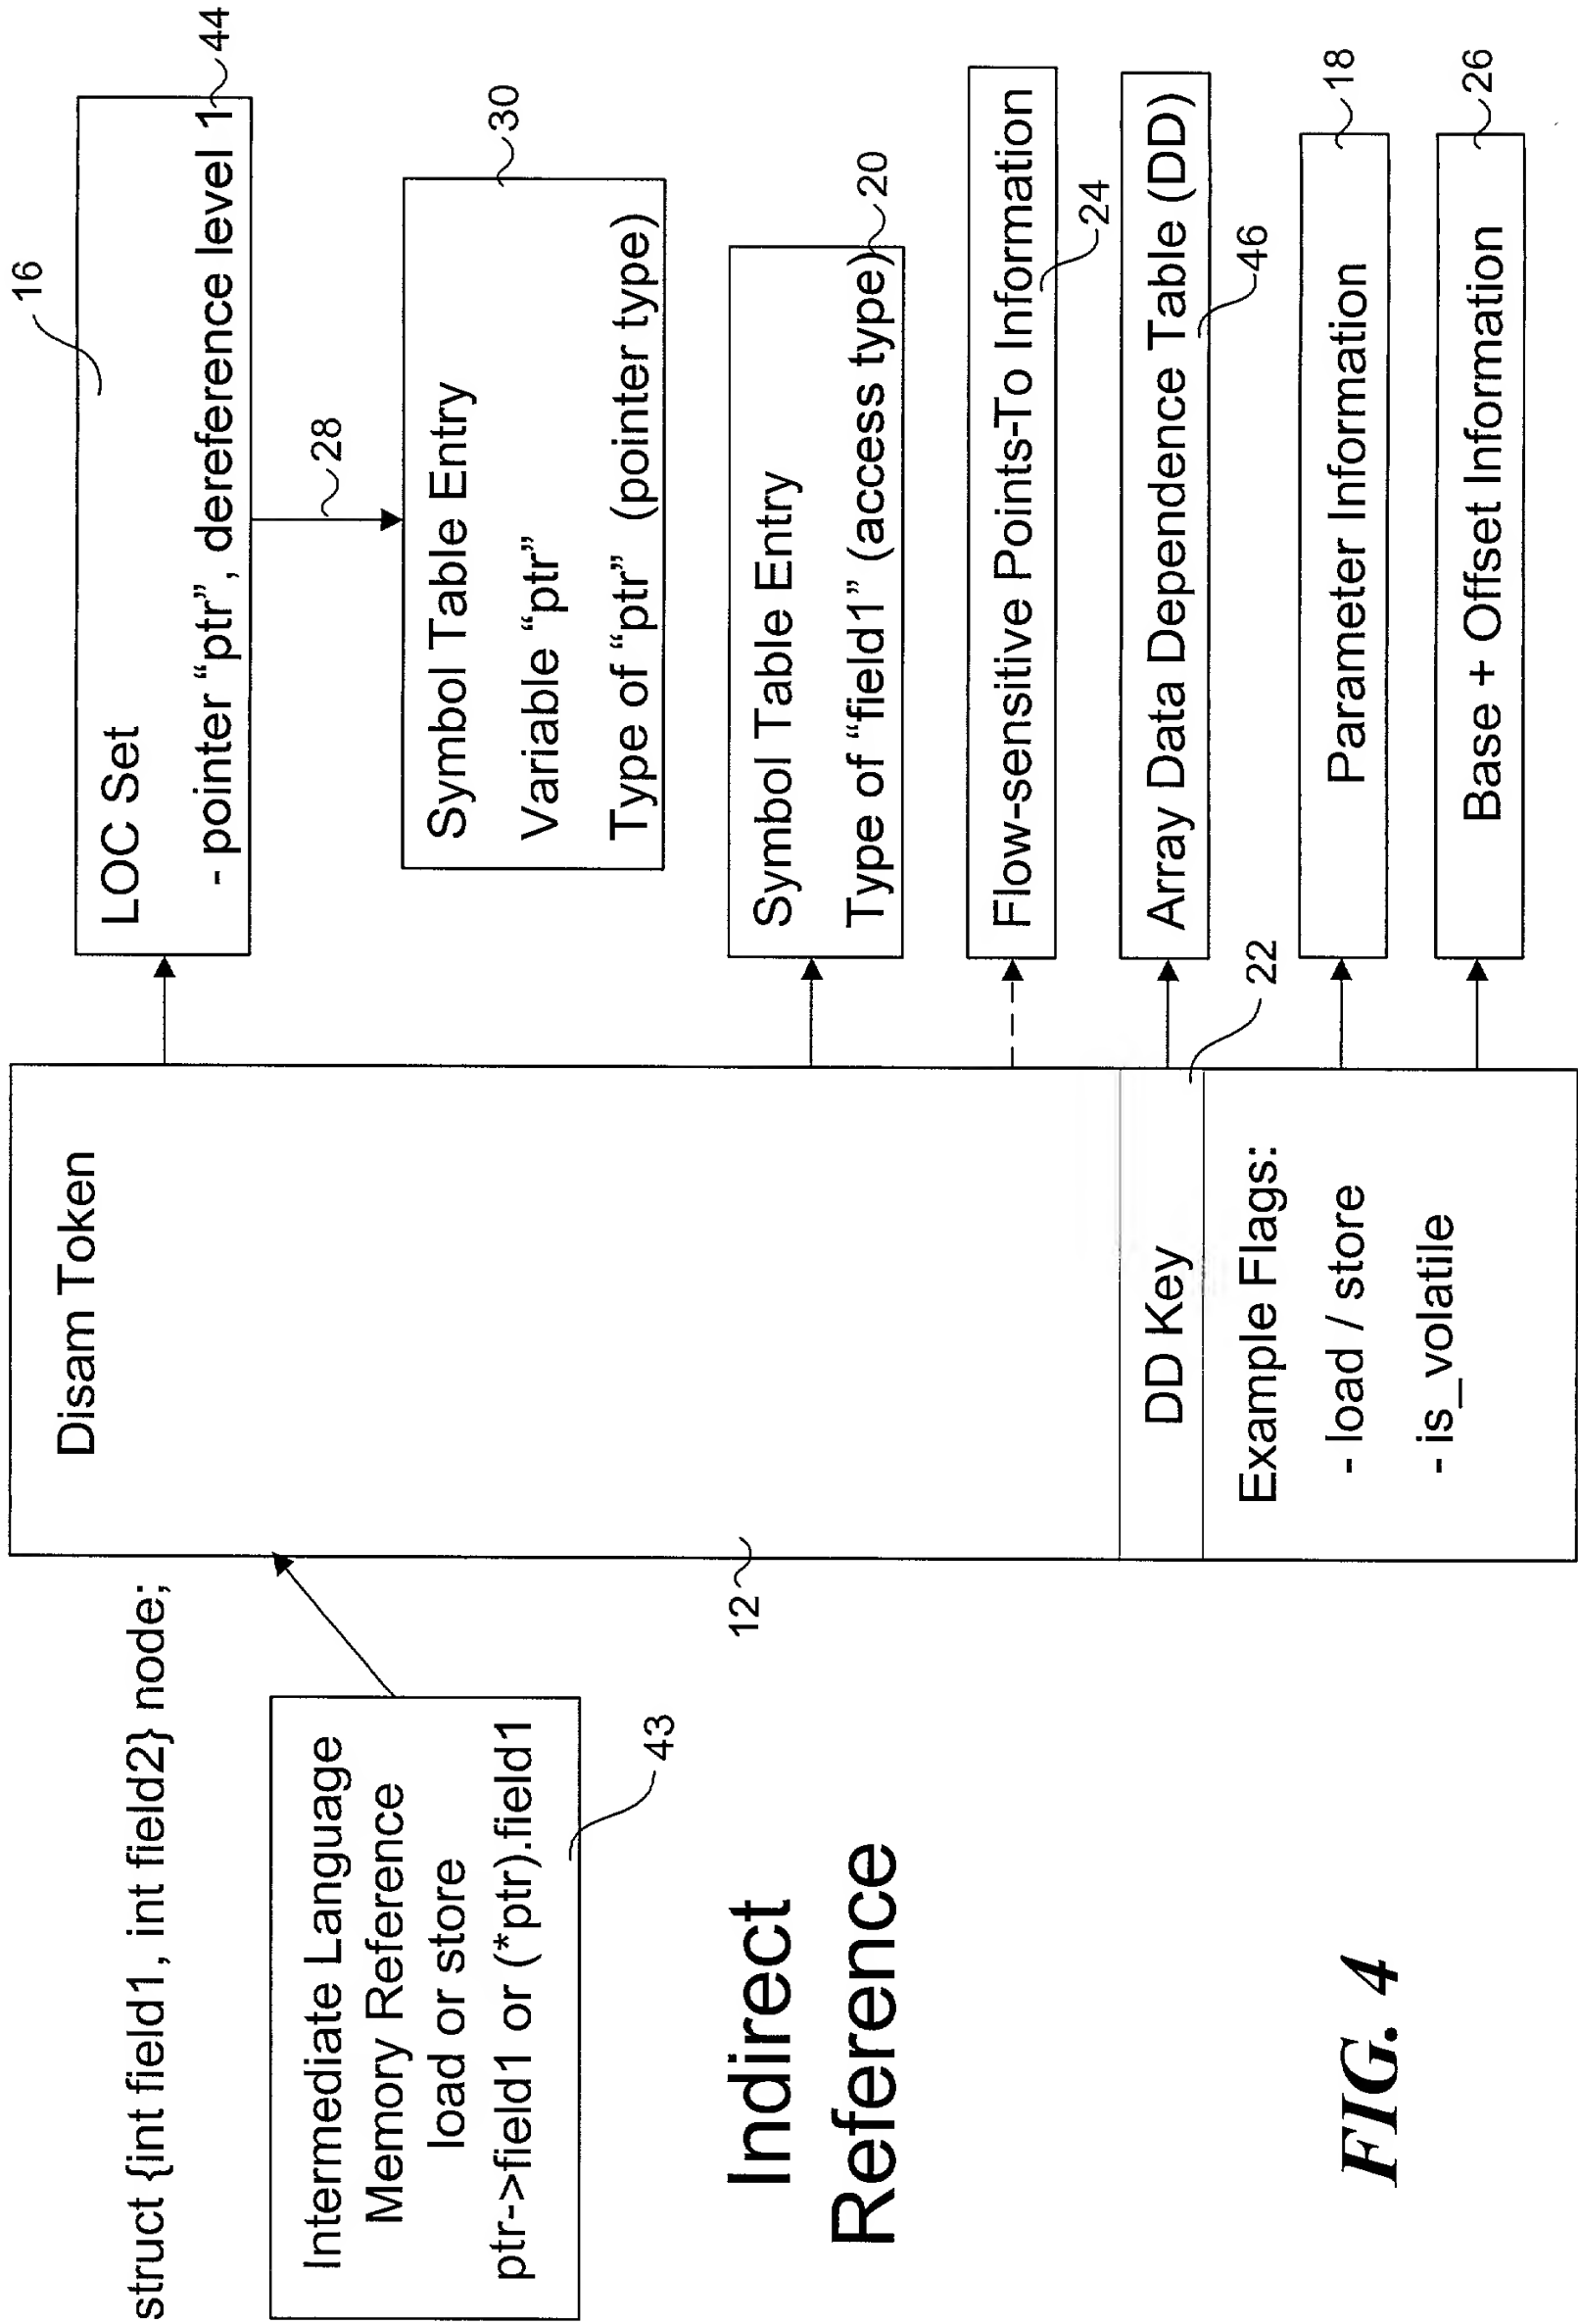 struct {int field1, int field2} node;
Intermediate Language
Memory Reference
load or store
ptr->field1 or (*ptr).field1
43
Indirect
Reference
Disam Token
12
DD Key
22
Example Flags:
- load / store
- is_volatile
16
LOC Set
- pointer “ptr”, dereference level 1
44
28
Symbol Table Entry
Variable “ptr”
Type of “ptr” (pointer type)
30
Symbol Table Entry
Type of “field1” (access type)
20
Flow-sensitive Points-To Information
24
Array Data Dependence Table (DD)
46
Parameter Information
18
Base + Offset Information
26
FIG. 4